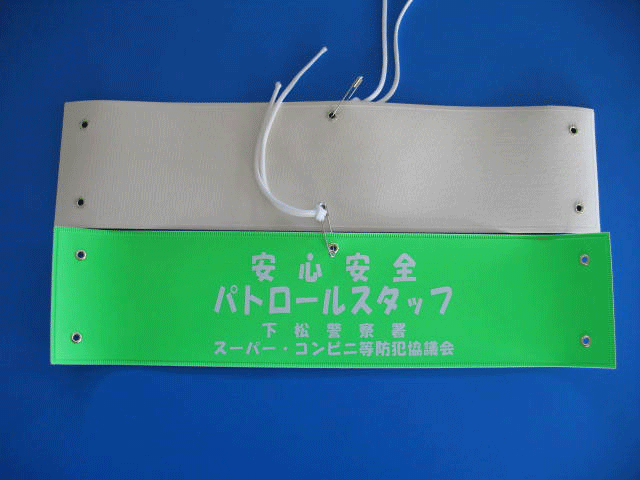 安心安全
パトロールスタッフ
下松警察署
スーパー・コンビニ等防犯協議会